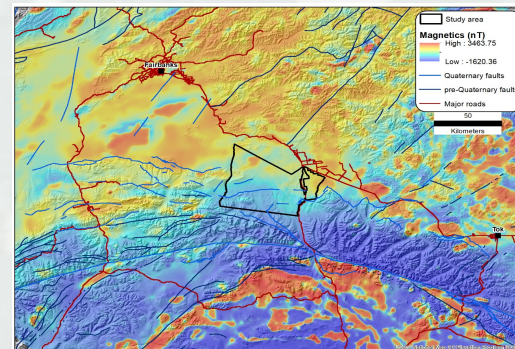 Study area
Magnetics (nT)
High : 3463.75
Low : -1620.36
Quaternary faults
pre-Quaternary fault
Major roads
50
Kilometers
Fairbanks
Tok